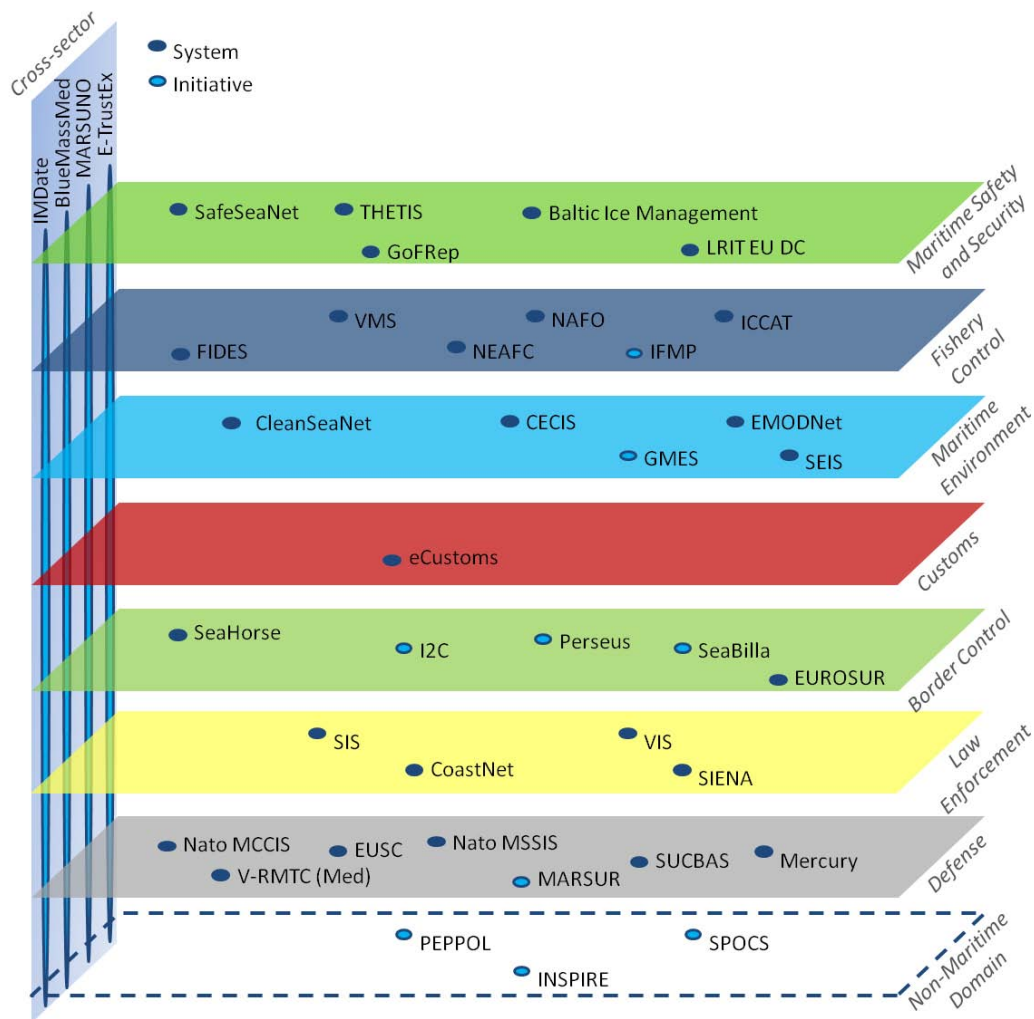 Cross-sector
System
Initiative
IMDate
BlueMassMed
MARSUNO
E-TrustEx
SafeSeaNet
THETIS
Baltic Ice Management
GoFRep
LRIT EU DC
Maritime Safety
and Security
VMS
NAFO
ICCAT
FIDES
NEAFC
IFMP
Fishery
Control
CleanSeaNet
CECIS
EMODNet
GMES
SEIS
Maritime
Environment
eCustoms
Customs
SeaHorse
I2C
Perseus
SeaBilla
EUROSUR
Border Control
SIS
VIS
CoastNet
SIENA
Law
Enforcement
Nato MCCIS
EUSC
Nato MSSIS
SUCBAS
Mercury
V-RMTC (Med)
MARSUR
Defense
PEPPOL
SPOCS
INSPIRE
Non-Maritime
Domain